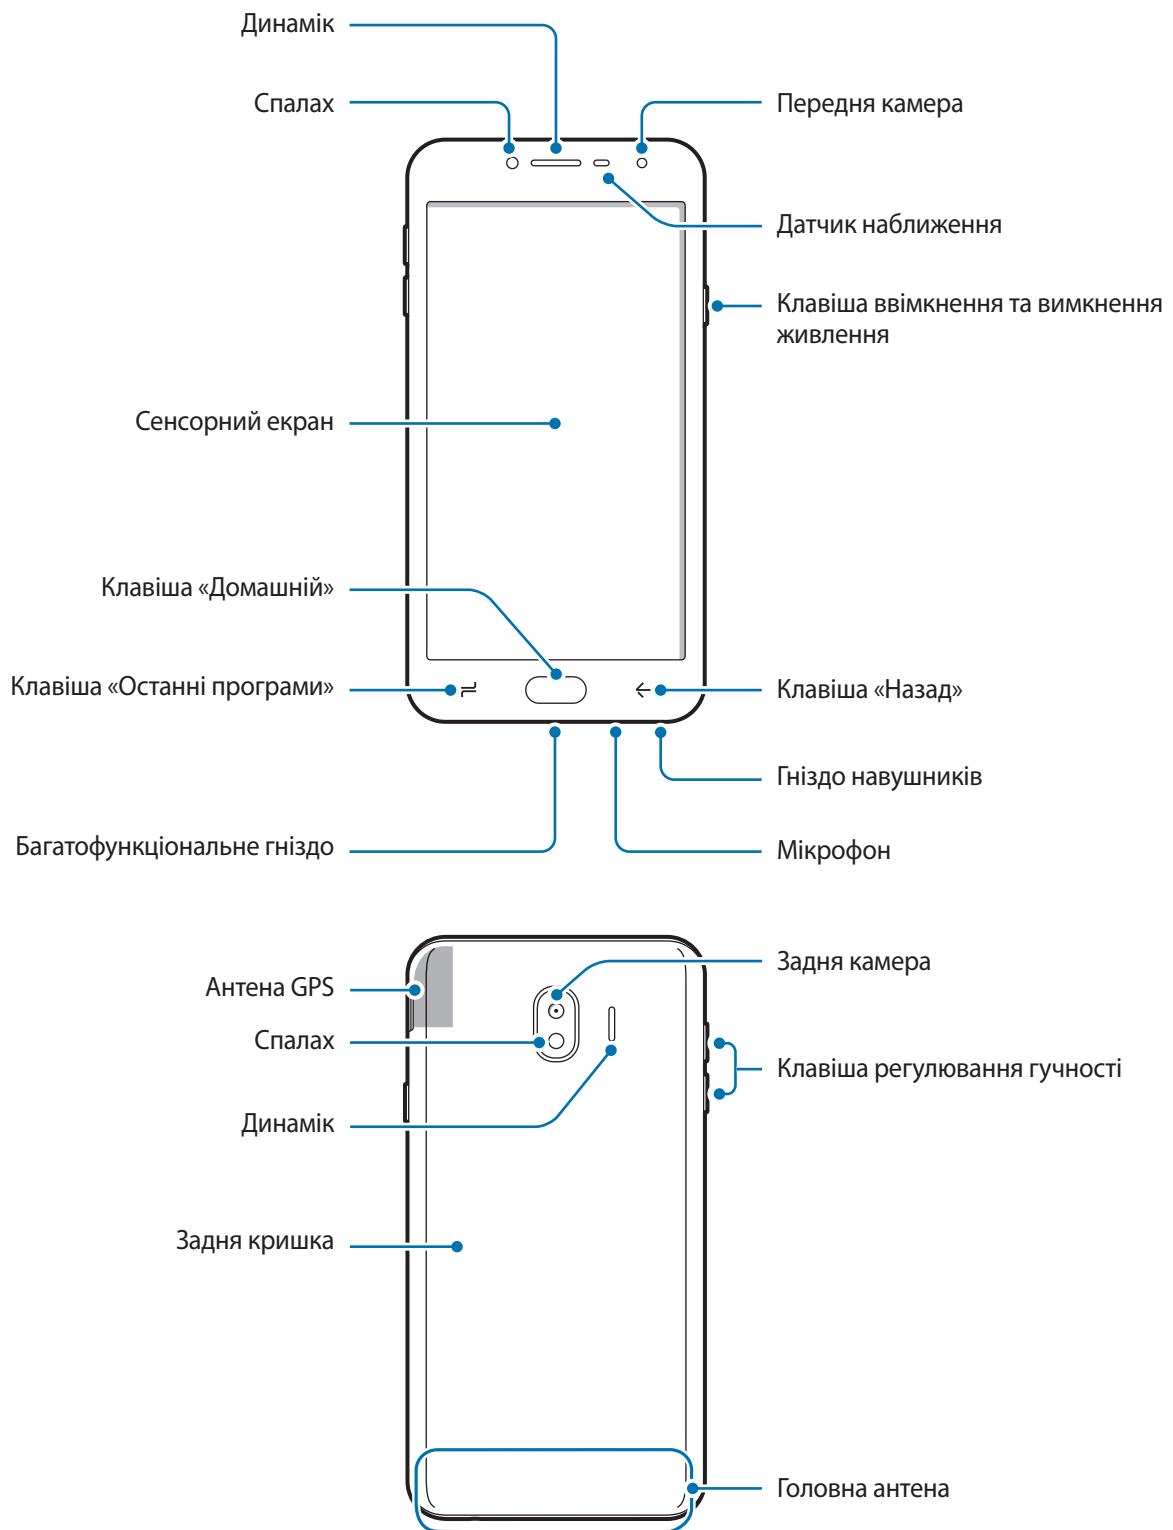 Динамік
Спалах
Передня камера
Датчик наближення
Клавіша ввімкнення та вимкнення
живлення
Сенсорний екран
Клавіша «Домашній»
Клавіша «Останні програми»
Клавіша «Назад»
Гніздо навушників
Багатофункціональне гніздо
Мікрофон
Задня камера
Антена GPS
Спалах
Клавіша регулювання гучності
Динамік
Задня кришка
Головна антена